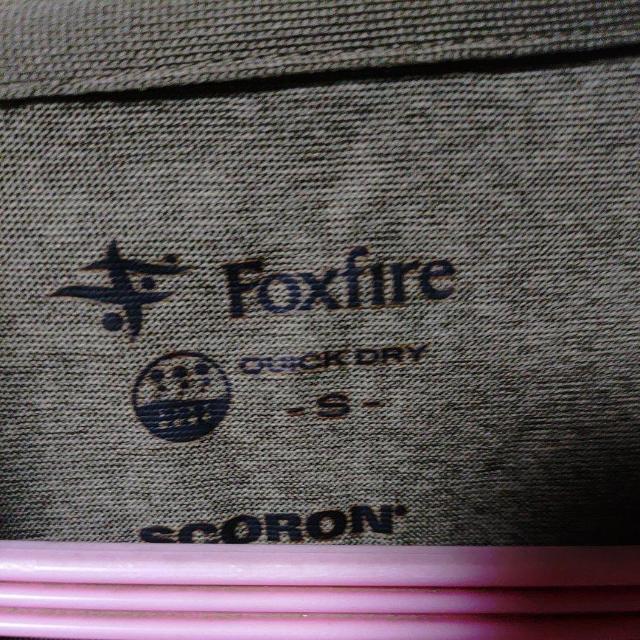 Foxfire
QUICK DRY
- S -
SCORON®